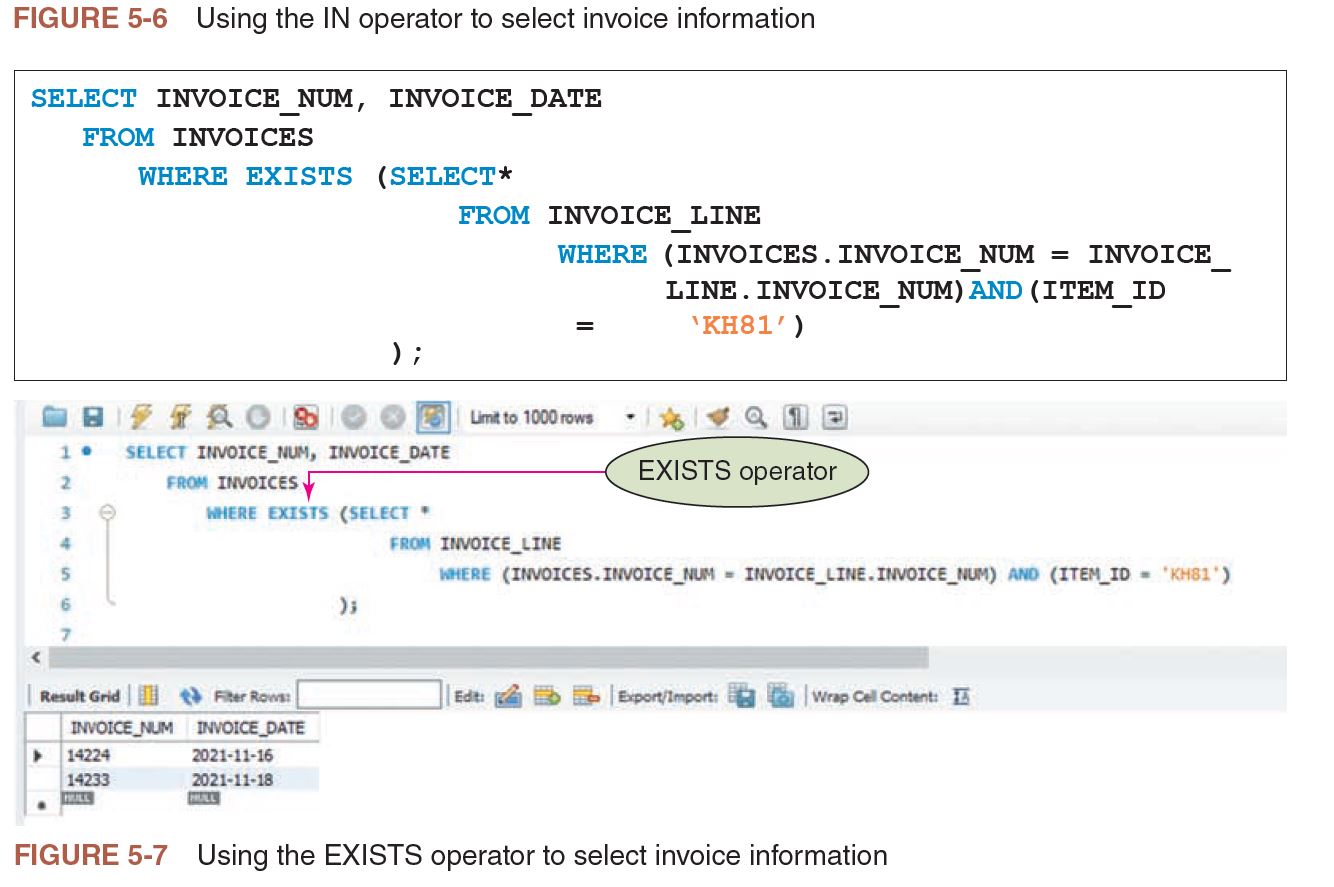 FIGURE 5-6 Using the IN operator to select invoice information
SELECT INVOICE_NUM, INVOICE_DATE
FROM INVOICES
WHERE EXISTS (SELECT*
FROM INVOICE_LINE
WHERE (INVOICES.INVOICE_NUM = INVOICE_
LINE.INVOICE_NUM)AND(ITEM_ID
= ‘KH81’)
);
Limit to 1000 rows
1 SELECT INVOICE_NUM, INVOICE_DATE
EXISTS operator
2 FROM INVOICES
3 WHERE EXISTS (SELECT *
4 FROM INVOICE_LINE
5 WHERE (INVOICES.INVOICE_NUM = INVOICE_LINE.INVOICE_NUM) AND (ITEM_ID = 'KH81')
6 );
7
Result Grid Filter Rows: Edit: Export/Import: Wrap Cell Content:
INVOICE_NUM INVOICE_DATE
14224 2021-11-16
14233 2021-11-18
NULL NULL
FIGURE 5-7 Using the EXISTS operator to select invoice information